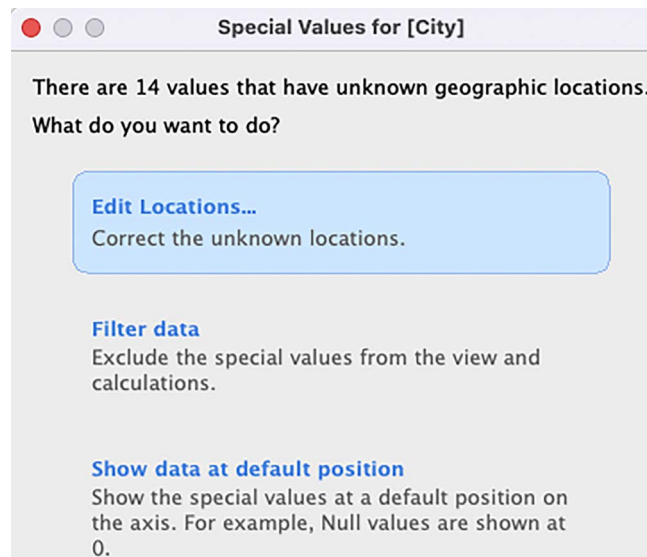 Special Values for [City]
There are 14 values that have unknown geographic locations.
What do you want to do?
Edit Locations...
Correct the unknown locations.
Filter data
Exclude the special values from the view and
calculations.
Show data at default position
Show the special values at a default position on
the axis. For example, Null values are shown at
0.